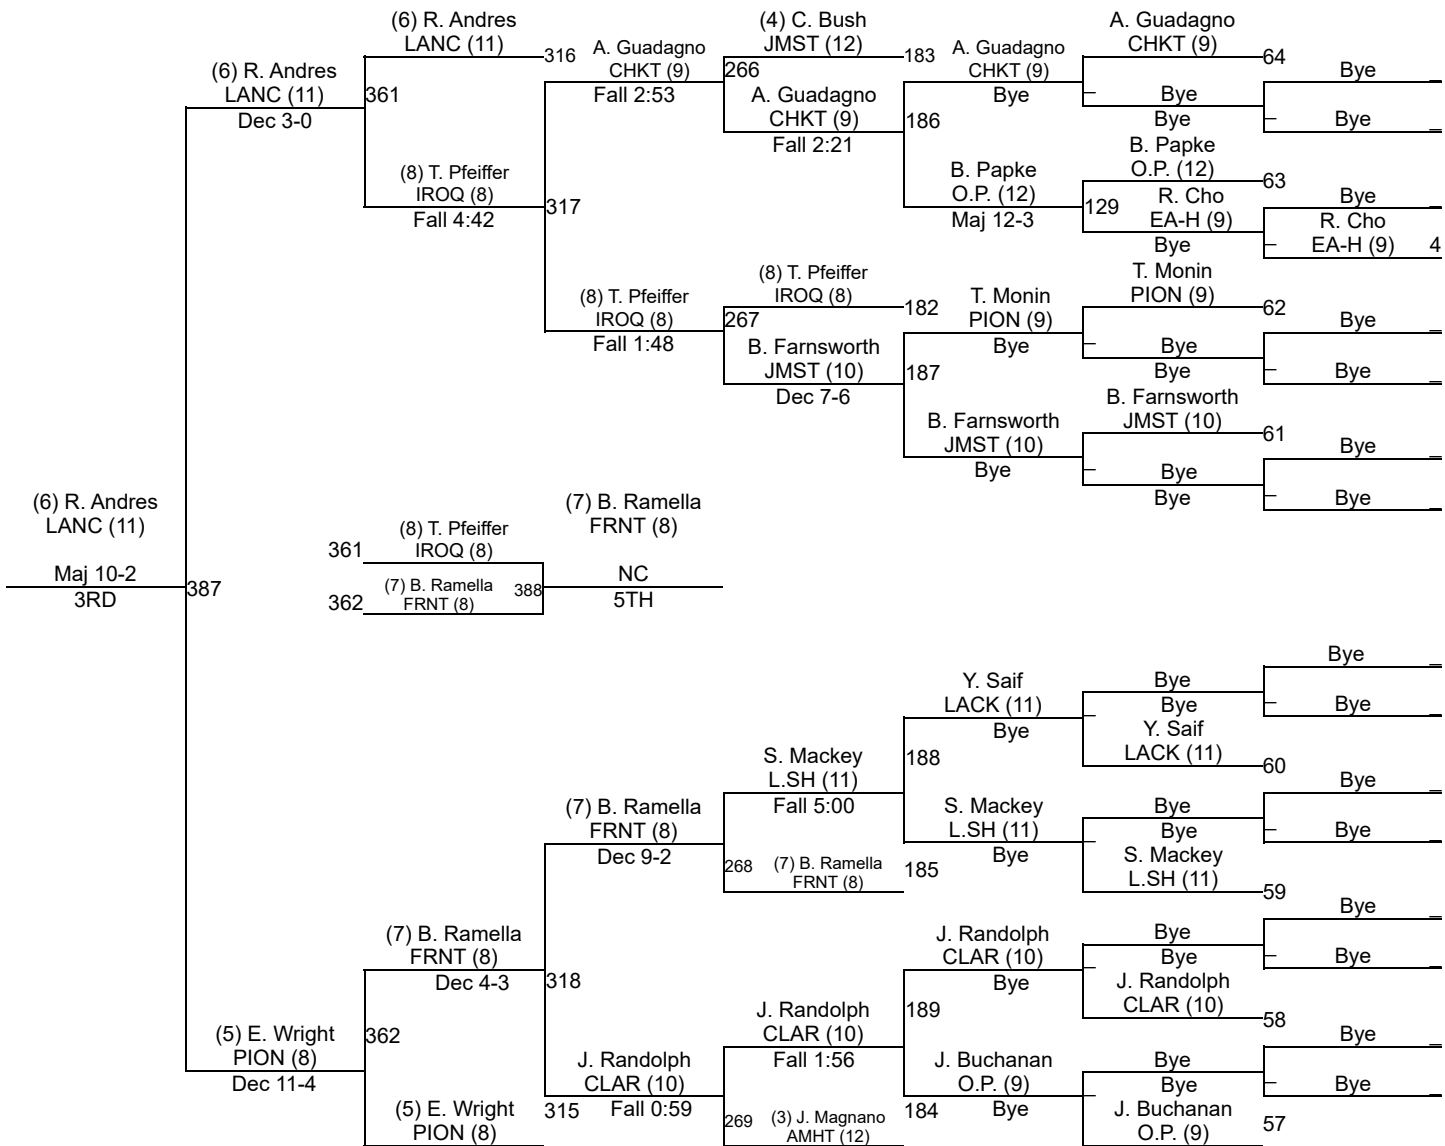 (6) R. Andres
LANC (11)
316
A. Guadagno
CHKT (9)
Fall 2:53
(4) C. Bush
JMST (12)
183
A. Guadagno
CHKT (9)
Bye
A. Guadagno
CHKT (9)
64
Bye
(6) R. Andres
LANC (11)
Dec 3-0
361
266
A. Guadagno
CHKT (9)
Fall 2:21
186
Bye
Bye
Bye
(8) T. Pfeiffer
IROQ (8)
Fall 4:42
317
B. Papke
O.P. (12)
Maj 12-3
B. Papke
O.P. (12)
63
129
R. Cho
EA-H (9)
Bye
Bye
R. Cho
EA-H (9)
4
(8) T. Pfeiffer
IROQ (8)
Fall 1:48
(8) T. Pfeiffer
IROQ (8)
182
T. Monin
PION (9)
Bye
T. Monin
PION (9)
62
Bye
267
B. Farnsworth
JMST (10)
Dec 7-6
187
Bye
Bye
Bye
B. Farnsworth
JMST (10)
Bye
B. Farnsworth
JMST (10)
61
Bye
Bye
Bye
Bye
(6) R. Andres
LANC (11)
Maj 10-2
3RD
387
361
(8) T. Pfeiffer
IROQ (8)
362
(7) B. Ramella
FRNT (8)
388
(7) B. Ramella
FRNT (8)
NC
5TH
Y. Saif
LACK (11)
Bye
Bye
Bye
Y. Saif
LACK (11)
60
Bye
Bye
S. Mackey
L.SH (11)
Fall 5:00
188
(7) B. Ramella
FRNT (8)
Dec 9-2
S. Mackey
L.SH (11)
Bye
Bye
Bye
S. Mackey
L.SH (11)
59
Bye
Bye
268
(7) B. Ramella
FRNT (8)
185
(7) B. Ramella
FRNT (8)
Dec 4-3
318
J. Randolph
CLAR (10)
Bye
Bye
Bye
J. Randolph
CLAR (10)
58
Bye
Bye
J. Randolph
CLAR (10)
Fall 1:56
189
(5) E. Wright
PION (8)
Dec 11-4
362
J. Randolph
CLAR (10)
Fall 0:59
J. Buchanan
O.P. (9)
Bye
Bye
Bye
J. Buchanan
O.P. (9)
57
Bye
Bye
(5) E. Wright
PION (8)
315
269
(3) J. Magnano
AMHT (12)
184